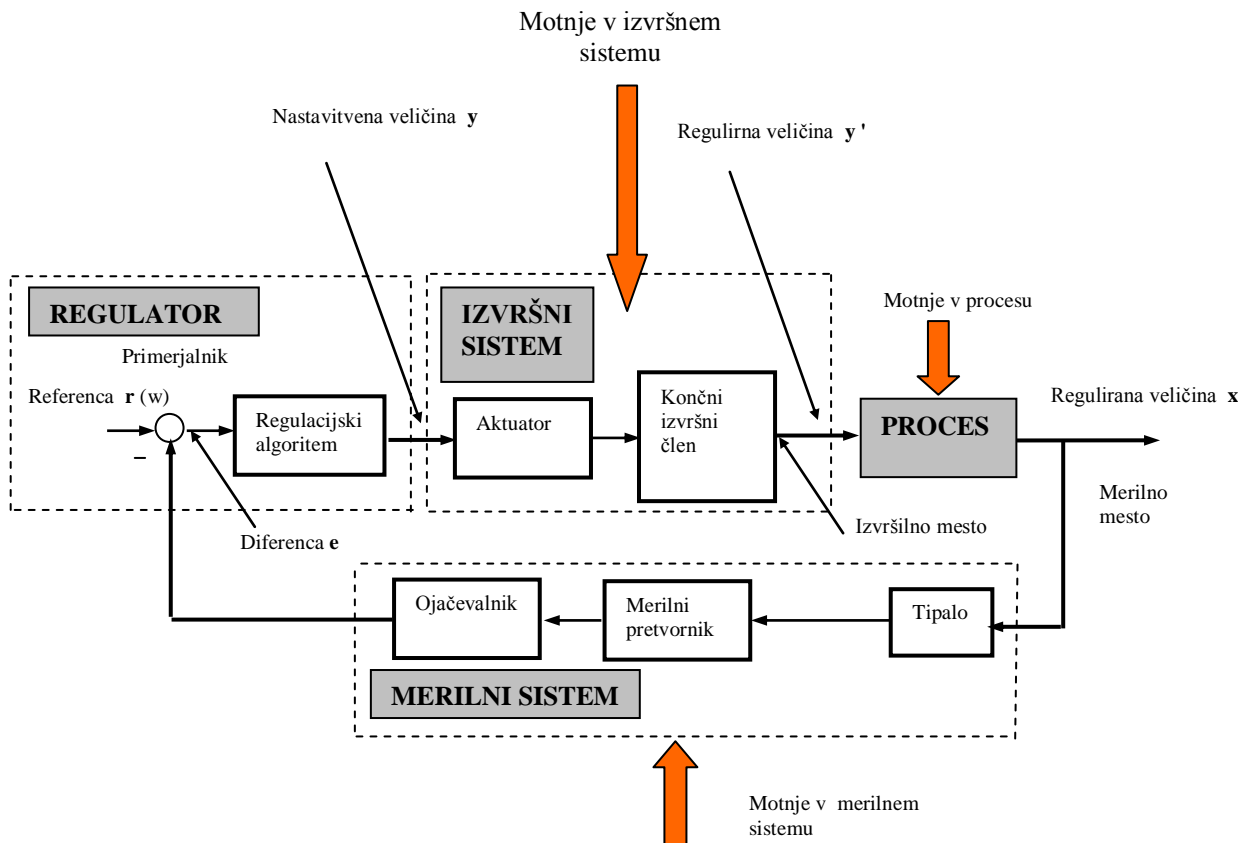 Motnje v izvršnem
sistemu
Nastavitvena veličina y
Regulirna veličina y '
REGULATOR
IZVRŠNI
SISTEM
Motnje v procesu
Primerjalnik
Referenca r (w)
Regulacijski
algoritem
Aktuator
Končni
izvršni
člen
PROCES
Regulirana veličina x
–
Merilno
mesto
Diferenca e
Izvršilno mesto
Ojačevalnik
Merilni
pretvornik
Tipalo
MERILNI SISTEM
Motnje v merilnem
sistemu